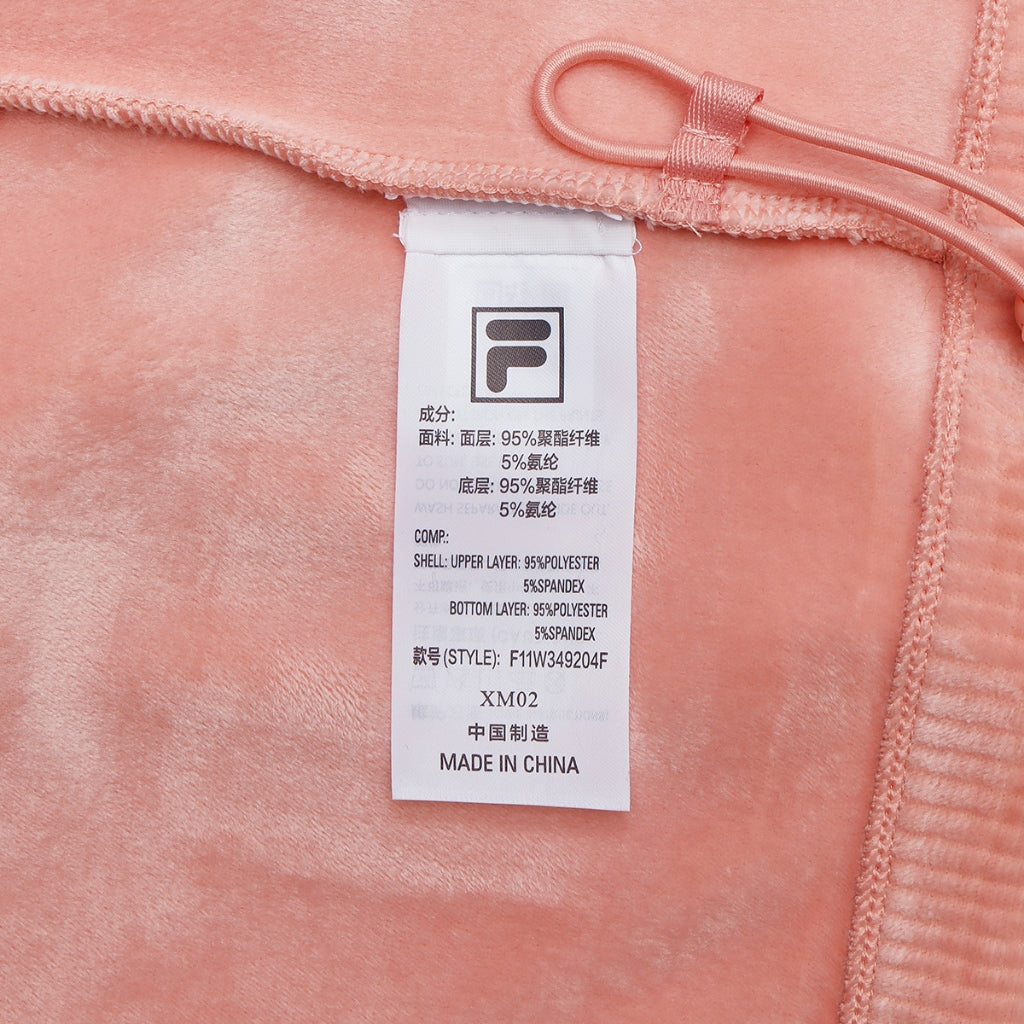 F
成分:
面料: 面层: 95%聚酯纤维
5%氨纶
底层: 95%聚酯纤维
5%氨纶
COMP.:
SHELL: UPPER LAYER: 95%POLYESTER
5%SPANDEX
BOTTOM LAYER: 95%POLYESTER
5%SPANDEX
款号(STYLE): F11W349204F
XM02
中国制造
MADE IN CHINA